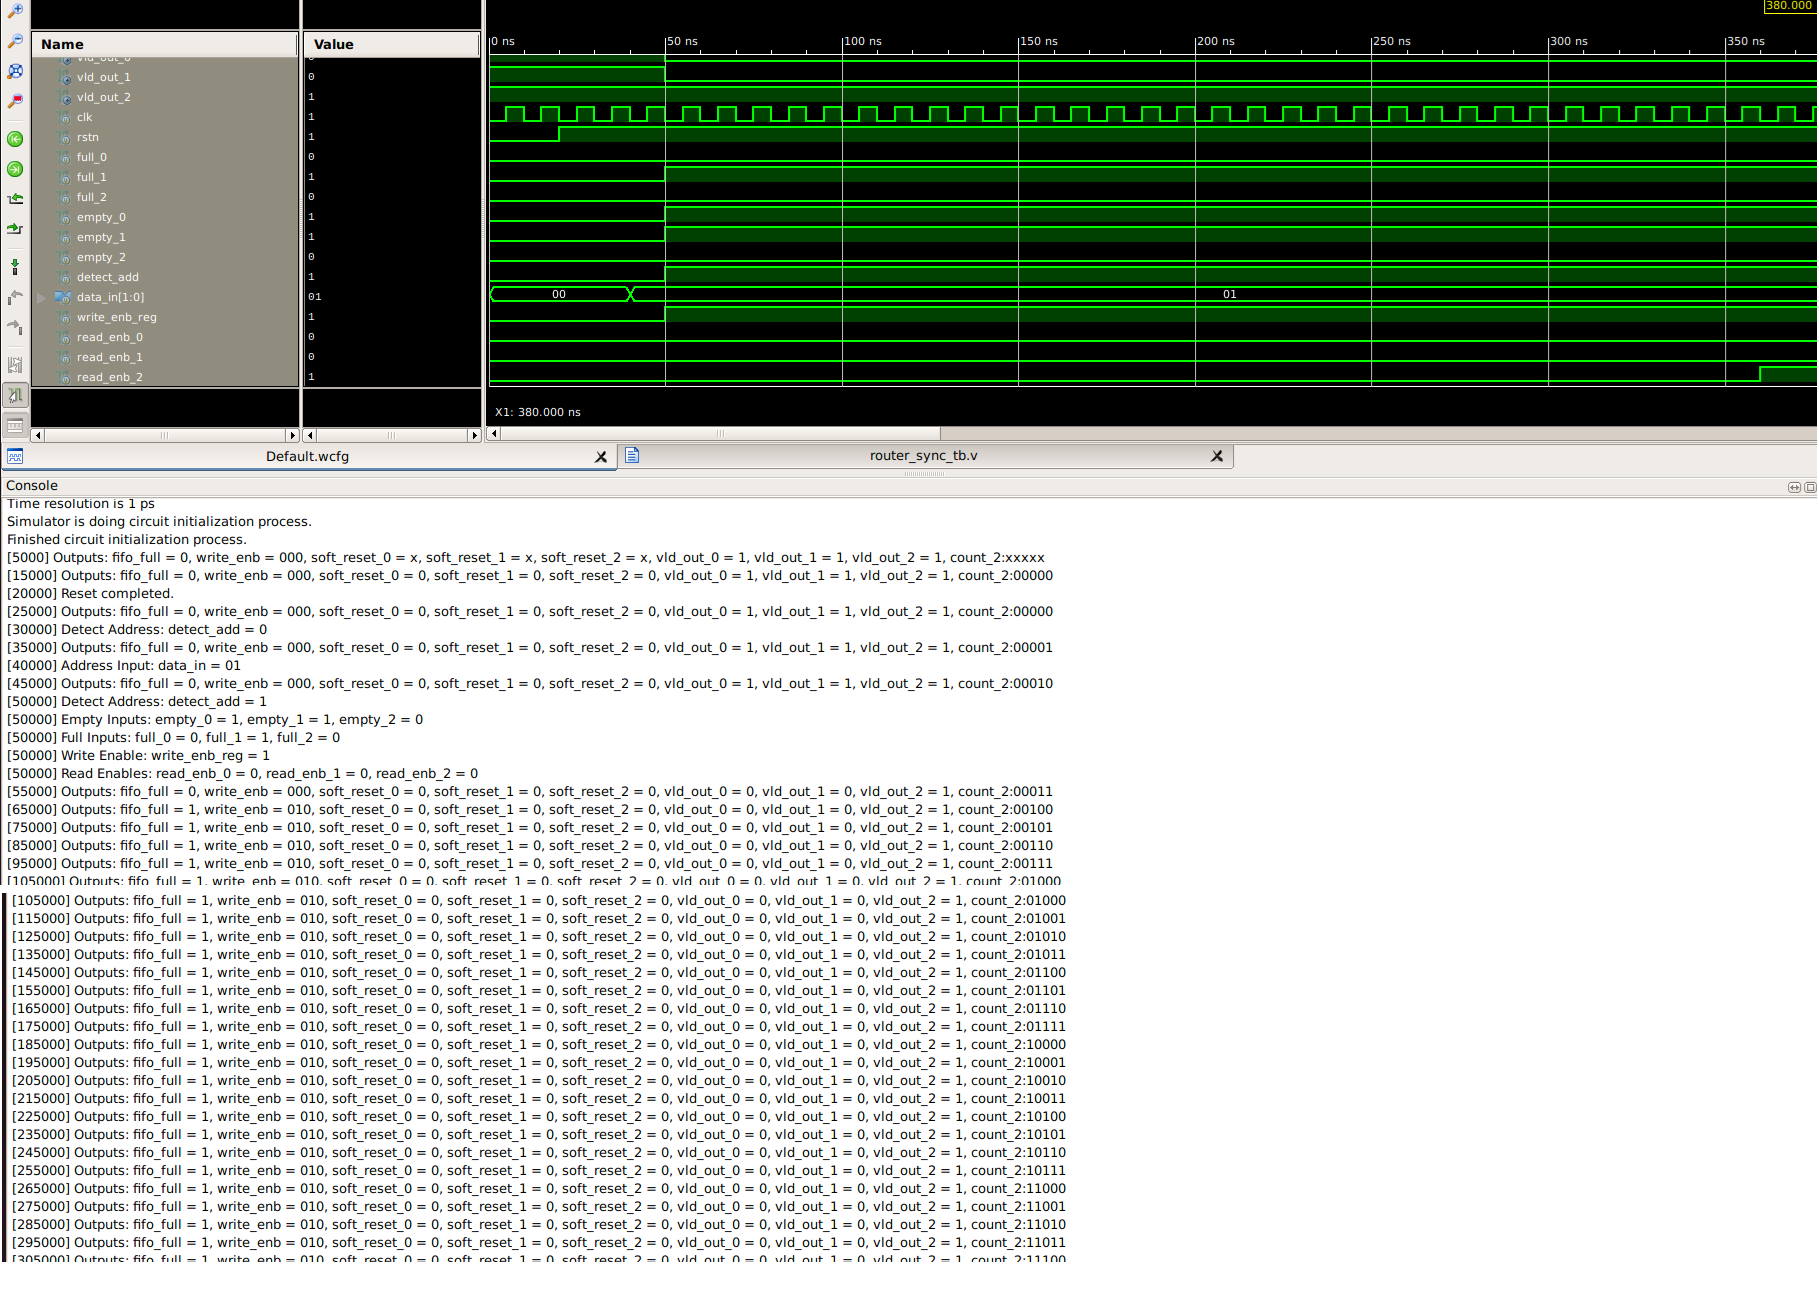 380.000
Name
Value
0 ns
50 ns
100 ns
150 ns
200 ns
250 ns
300 ns
350 ns
vld_out_0 0
vld_out_1 0
vld_out_2 1
clk 1
rstn 1
full_0 0
full_1 1
full_2 0
empty_0 1
empty_1 1
empty_2 0
detect_add 1
data_in[1:0] 01 00 01
write_enb_reg 1
read_enb_0 0
read_enb_1 0
read_enb_2 1
X1: 380.000 ns
Default.wcfg
router_sync_tb.v
Console
Time resolution is 1 ps
Simulator is doing circuit initialization process.
Finished circuit initialization process.
[5000] Outputs: fifo_full = 0, write_enb = 000, soft_reset_0 = x, soft_reset_1 = x, soft_reset_2 = x, vld_out_0 = 1, vld_out_1 = 1, vld_out_2 = 1, count_2:xxxxx
[15000] Outputs: fifo_full = 0, write_enb = 000, soft_reset_0 = 0, soft_reset_1 = 0, soft_reset_2 = 0, vld_out_0 = 1, vld_out_1 = 1, vld_out_2 = 1, count_2:00000
[20000] Reset completed.
[25000] Outputs: fifo_full = 0, write_enb = 000, soft_reset_0 = 0, soft_reset_1 = 0, soft_reset_2 = 0, vld_out_0 = 1, vld_out_1 = 1, vld_out_2 = 1, count_2:00000
[30000] Detect Address: detect_add = 0
[35000] Outputs: fifo_full = 0, write_enb = 000, soft_reset_0 = 0, soft_reset_1 = 0, soft_reset_2 = 0, vld_out_0 = 1, vld_out_1 = 1, vld_out_2 = 1, count_2:00001
[40000] Address Input: data_in = 01
[45000] Outputs: fifo_full = 0, write_enb = 000, soft_reset_0 = 0, soft_reset_1 = 0, soft_reset_2 = 0, vld_out_0 = 1, vld_out_1 = 1, vld_out_2 = 1, count_2:00010
[50000] Detect Address: detect_add = 1
[50000] Empty Inputs: empty_0 = 1, empty_1 = 1, empty_2 = 0
[50000] Full Inputs: full_0 = 0, full_1 = 1, full_2 = 0
[50000] Write Enable: write_enb_reg = 1
[50000] Read Enables: read_enb_0 = 0, read_enb_1 = 0, read_enb_2 = 0
[55000] Outputs: fifo_full = 0, write_enb = 000, soft_reset_0 = 0, soft_reset_1 = 0, soft_reset_2 = 0, vld_out_0 = 0, vld_out_1 = 0, vld_out_2 = 1, count_2:00011
[65000] Outputs: fifo_full = 1, write_enb = 010, soft_reset_0 = 0, soft_reset_1 = 0, soft_reset_2 = 0, vld_out_0 = 0, vld_out_1 = 0, vld_out_2 = 1, count_2:00100
[75000] Outputs: fifo_full = 1, write_enb = 010, soft_reset_0 = 0, soft_reset_1 = 0, soft_reset_2 = 0, vld_out_0 = 0, vld_out_1 = 0, vld_out_2 = 1, count_2:00101
[85000] Outputs: fifo_full = 1, write_enb = 010, soft_reset_0 = 0, soft_reset_1 = 0, soft_reset_2 = 0, vld_out_0 = 0, vld_out_1 = 0, vld_out_2 = 1, count_2:00110
[95000] Outputs: fifo_full = 1, write_enb = 010, soft_reset_0 = 0, soft_reset_1 = 0, soft_reset_2 = 0, vld_out_0 = 0, vld_out_1 = 0, vld_out_2 = 1, count_2:00111
[105000] Outputs: fifo_full = 1, write_enb = 010, soft_reset_0 = 0, soft_reset_1 = 0, soft_reset_2 = 0, vld_out_0 = 0, vld_out_1 = 0, vld_out_2 = 1, count_2:01000
[105000] Outputs: fifo_full = 1, write_enb = 010, soft_reset_0 = 0, soft_reset_1 = 0, soft_reset_2 = 0, vld_out_0 = 0, vld_out_1 = 0, vld_out_2 = 1, count_2:01000
[115000] Outputs: fifo_full = 1, write_enb = 010, soft_reset_0 = 0, soft_reset_1 = 0, soft_reset_2 = 0, vld_out_0 = 0, vld_out_1 = 0, vld_out_2 = 1, count_2:01001
[125000] Outputs: fifo_full = 1, write_enb = 010, soft_reset_0 = 0, soft_reset_1 = 0, soft_reset_2 = 0, vld_out_0 = 0, vld_out_1 = 0, vld_out_2 = 1, count_2:01010
[135000] Outputs: fifo_full = 1, write_enb = 010, soft_reset_0 = 0, soft_reset_1 = 0, soft_reset_2 = 0, vld_out_0 = 0, vld_out_1 = 0, vld_out_2 = 1, count_2:01011
[145000] Outputs: fifo_full = 1, write_enb = 010, soft_reset_0 = 0, soft_reset_1 = 0, soft_reset_2 = 0, vld_out_0 = 0, vld_out_1 = 0, vld_out_2 = 1, count_2:01100
[155000] Outputs: fifo_full = 1, write_enb = 010, soft_reset_0 = 0, soft_reset_1 = 0, soft_reset_2 = 0, vld_out_0 = 0, vld_out_1 = 0, vld_out_2 = 1, count_2:01101
[165000] Outputs: fifo_full = 1, write_enb = 010, soft_reset_0 = 0, soft_reset_1 = 0, soft_reset_2 = 0, vld_out_0 = 0, vld_out_1 = 0, vld_out_2 = 1, count_2:01110
[175000] Outputs: fifo_full = 1, write_enb = 010, soft_reset_0 = 0, soft_reset_1 = 0, soft_reset_2 = 0, vld_out_0 = 0, vld_out_1 = 0, vld_out_2 = 1, count_2:01111
[185000] Outputs: fifo_full = 1, write_enb = 010, soft_reset_0 = 0, soft_reset_1 = 0, soft_reset_2 = 0, vld_out_0 = 0, vld_out_1 = 0, vld_out_2 = 1, count_2:10000
[195000] Outputs: fifo_full = 1, write_enb = 010, soft_reset_0 = 0, soft_reset_1 = 0, soft_reset_2 = 0, vld_out_0 = 0, vld_out_1 = 0, vld_out_2 = 1, count_2:10001
[205000] Outputs: fifo_full = 1, write_enb = 010, soft_reset_0 = 0, soft_reset_1 = 0, soft_reset_2 = 0, vld_out_0 = 0, vld_out_1 = 0, vld_out_2 = 1, count_2:10010
[215000] Outputs: fifo_full = 1, write_enb = 010, soft_reset_0 = 0, soft_reset_1 = 0, soft_reset_2 = 0, vld_out_0 = 0, vld_out_1 = 0, vld_out_2 = 1, count_2:10011
[225000] Outputs: fifo_full = 1, write_enb = 010, soft_reset_0 = 0, soft_reset_1 = 0, soft_reset_2 = 0, vld_out_0 = 0, vld_out_1 = 0, vld_out_2 = 1, count_2:10100
[235000] Outputs: fifo_full = 1, write_enb = 010, soft_reset_0 = 0, soft_reset_1 = 0, soft_reset_2 = 0, vld_out_0 = 0, vld_out_1 = 0, vld_out_2 = 1, count_2:10101
[245000] Outputs: fifo_full = 1, write_enb = 010, soft_reset_0 = 0, soft_reset_1 = 0, soft_reset_2 = 0, vld_out_0 = 0, vld_out_1 = 0, vld_out_2 = 1, count_2:10110
[255000] Outputs: fifo_full = 1, write_enb = 010, soft_reset_0 = 0, soft_reset_1 = 0, soft_reset_2 = 0, vld_out_0 = 0, vld_out_1 = 0, vld_out_2 = 1, count_2:10111
[265000] Outputs: fifo_full = 1, write_enb = 010, soft_reset_0 = 0, soft_reset_1 = 0, soft_reset_2 = 0, vld_out_0 = 0, vld_out_1 = 0, vld_out_2 = 1, count_2:11000
[275000] Outputs: fifo_full = 1, write_enb = 010, soft_reset_0 = 0, soft_reset_1 = 0, soft_reset_2 = 0, vld_out_0 = 0, vld_out_1 = 0, vld_out_2 = 1, count_2:11001
[285000] Outputs: fifo_full = 1, write_enb = 010, soft_reset_0 = 0, soft_reset_1 = 0, soft_reset_2 = 0, vld_out_0 = 0, vld_out_1 = 0, vld_out_2 = 1, count_2:11010
[295000] Outputs: fifo_full = 1, write_enb = 010, soft_reset_0 = 0, soft_reset_1 = 0, soft_reset_2 = 0, vld_out_0 = 0, vld_out_1 = 0, vld_out_2 = 1, count_2:11011
[305000] Outputs: fifo_full = 1, write_enb = 010, soft_reset_0 = 0, soft_reset_1 = 0, soft_reset_2 = 0, vld_out_0 = 0, vld_out_1 = 0, vld_out_2 = 1, count_2:11100